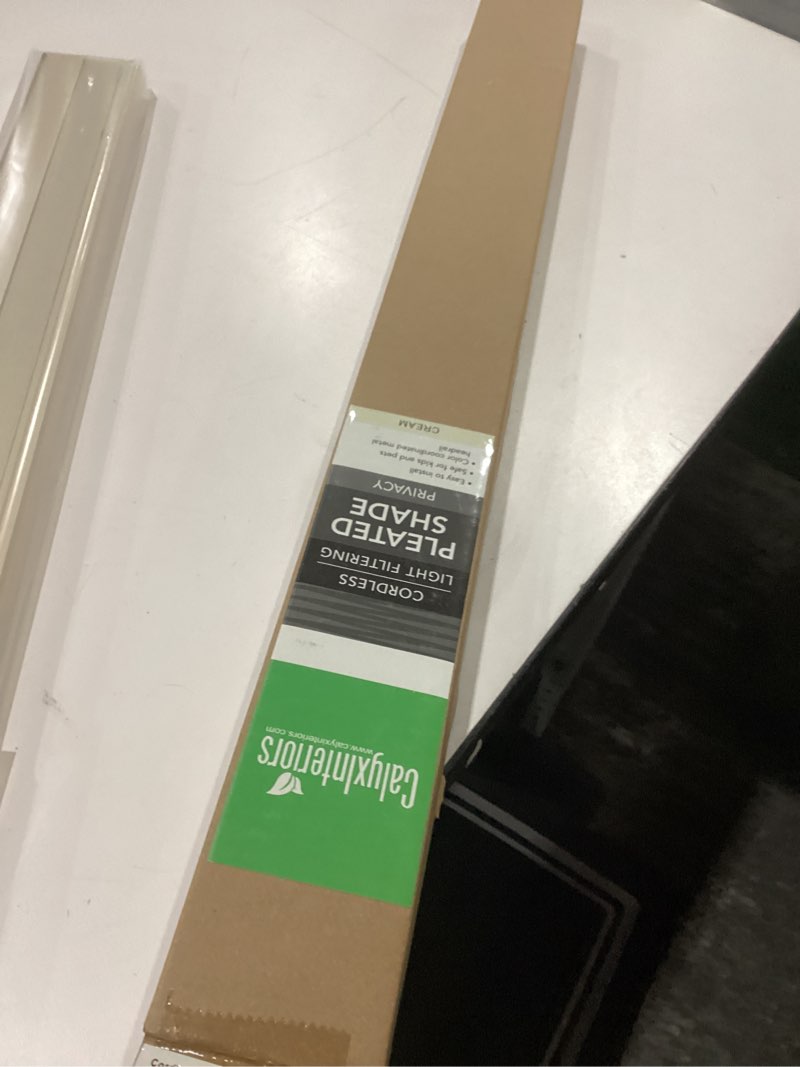 CalyxInteriors
www.calyxinteriors.com
CORDLESS
LIGHT FILTERING
PLEATED
SHADE
PRIVACY
• Easy to install
• Safe for kids and pets
• Color coordinated metal
headrail
CREAM